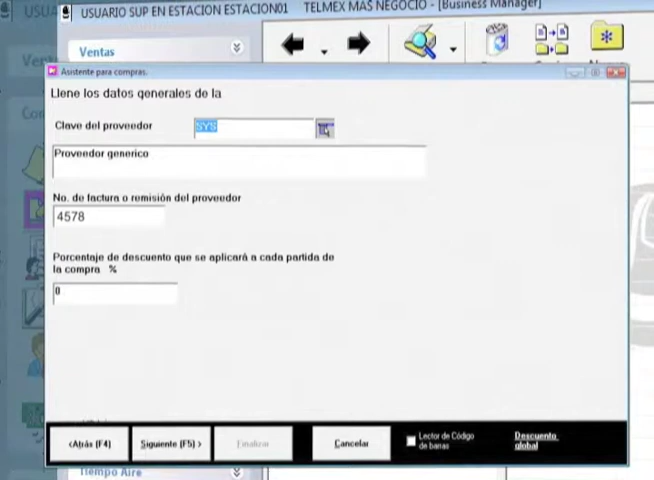 USUARIO SUP EN ESTACION ESTACION01 TELMEX MAS NEGOCIO - [Business Manager]
Ventas
Asistente para compras.
Llene los datos generales de la
Clave del proveedor SYS
Proveedor generico
No. de factura o remisión del proveedor
4578
Porcentaje de descuento que se aplicará a cada partida de
la compra %
0
<Atrás (F4) Siguiente (F5) > Finalizar Cancelar Lector de Código
de barras Descuento
global
Tiempo Aire